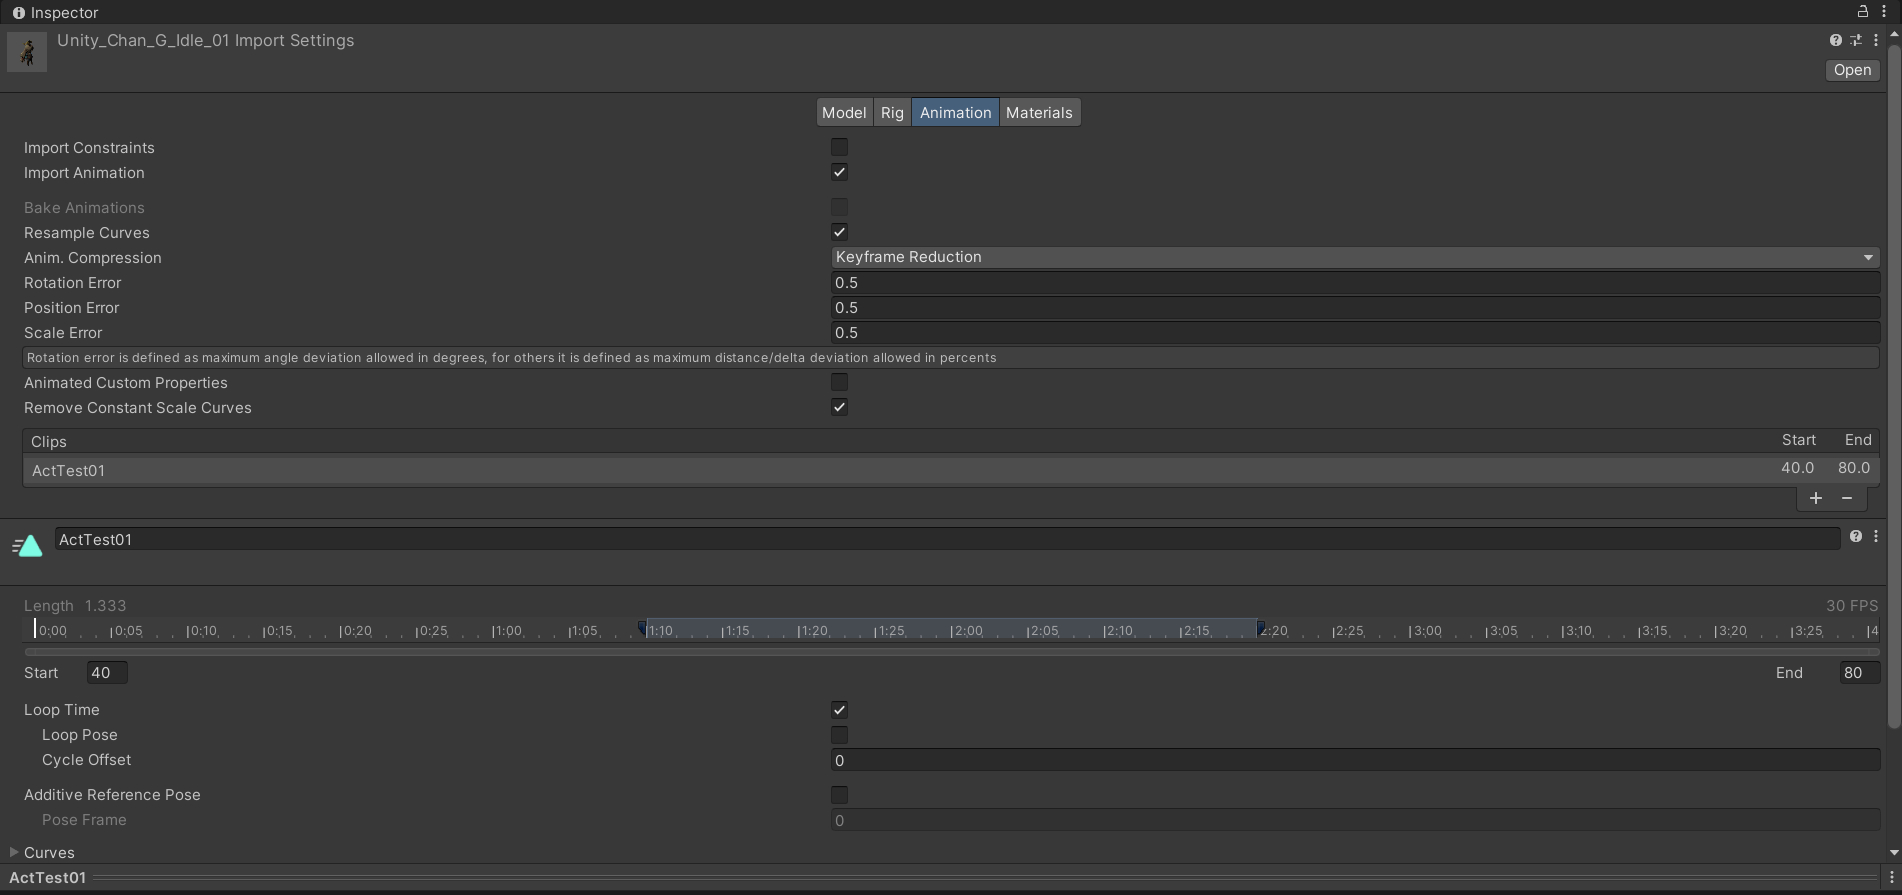 Inspector
Unity_Chan_G_Idle_01 Import Settings
Open
Model Rig Animation Materials
Import Constraints
Import Animation
Bake Animations
Resample Curves
Anim. Compression Keyframe Reduction
Rotation Error 0.5
Position Error 0.5
Scale Error 0.5
Rotation error is defined as maximum angle deviation allowed in degrees, for others it is defined as maximum distance/delta deviation allowed in percents
Animated Custom Properties
Remove Constant Scale Curves
Clips Start End
ActTest01 40.0 80.0
ActTest01
Length 1.333 30 FPS
0:00 0:05 0:10 0:15 0:20 0:25 1:00 1:05 1:10 1:15 1:20 1:25 2:00 2:05 2:10 2:15 2:20 2:25 3:00 3:05 3:10 3:15 3:20 3:25 4
Start 40 End 80
Loop Time
Loop Pose
Cycle Offset 0
Additive Reference Pose
Pose Frame 0
Curves
ActTest01